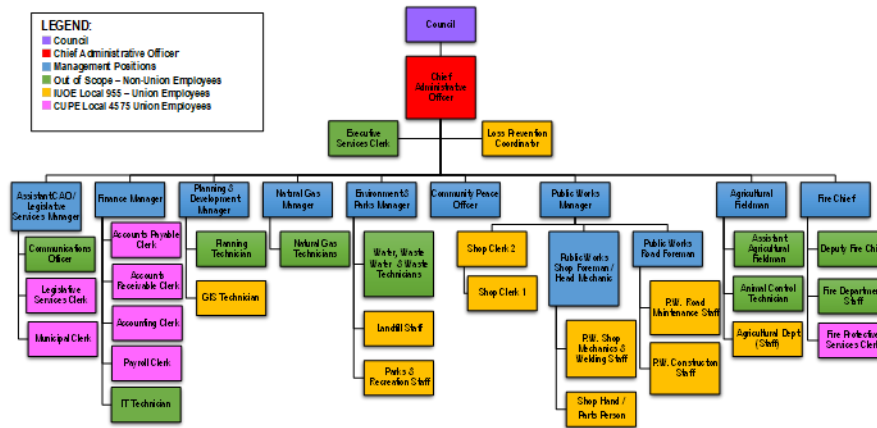 LEGEND:
Council
Chief Administrative Officer
Management Positions
Out of Scope – Non-Union Employees
IUOE Local 955 – Union Employees
CUPE Local 4575 Union Employees
Council
Chief
Administrative
Officer
Executive
Services Clerk
Loss Prevention
Coordinator
Assistant CAO /
Legislative
Services Manager
Communications
Officer
Legislative
Services Clerk
Municipal Clerk
Finance Manager
Accounts Payable
Clerk
Accounts
Receivable Clerk
Accounting Clerk
Payroll Clerk
IT Technician
Planning &
Development
Manager
Planning
Technician
GIS Technician
Natural Gas
Manager
Natural Gas
Technicians
Environment &
Parks Manager
Water, Waste
Water & Waste
Technicians
Landfill Staff
Parks &
Recreation Staff
Community Peace
Officer
Public Works
Manager
Shop Clerk 2
Shop Clerk 1
Public Works
Shop Foreman /
Head Mechanic
P.W. Shop
Mechanics &
Welding Staff
Shop Hand /
Parts Person
Public Works
Road Foreman
P.W. Road
Maintenance Staff
P.W. Construction
Staff
Agricultural
Fieldman
Assistant
Agricultural
Fieldman
Animal Control
Technician
Agricultural Dept.
(Staff)
Fire Chief
Deputy Fire Chief
Fire Department
Staff
Fire Protective
Services Clerk